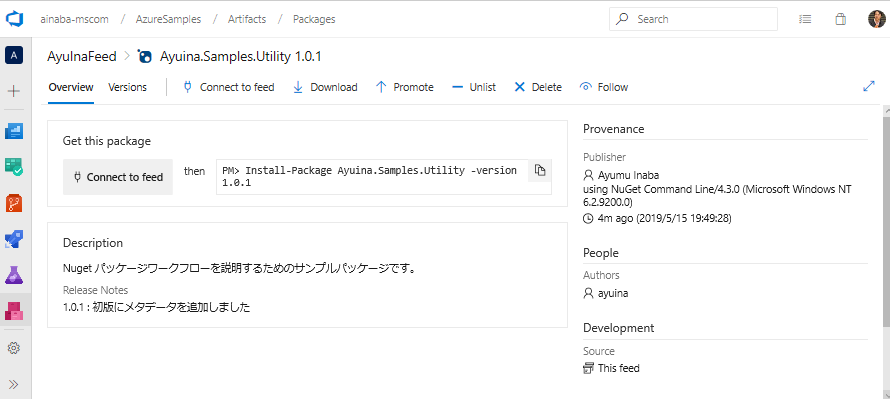 ainaba-mscom / AzureSamples / Artifacts / Packages Search
A AyuInaFeed > Ayuina.Samples.Utility 1.0.1
Overview Versions Connect to feed Download Promote Unlist Delete Follow
Get this package
Connect to feed then PM> Install-Package Ayuina.Samples.Utility -version
1.0.1
Description
Nuget パッケージワークフローを説明するためのサンプルパッケージです。
Release Notes
1.0.1 : 初版にメタデータを追加しました
Provenance
Publisher
Ayumu Inaba
using NuGet Command Line/4.3.0 (Microsoft Windows NT
6.2.9200.0)
4m ago (2019/5/15 19:49:28)
People
Authors
ayuina
Development
Source
This feed